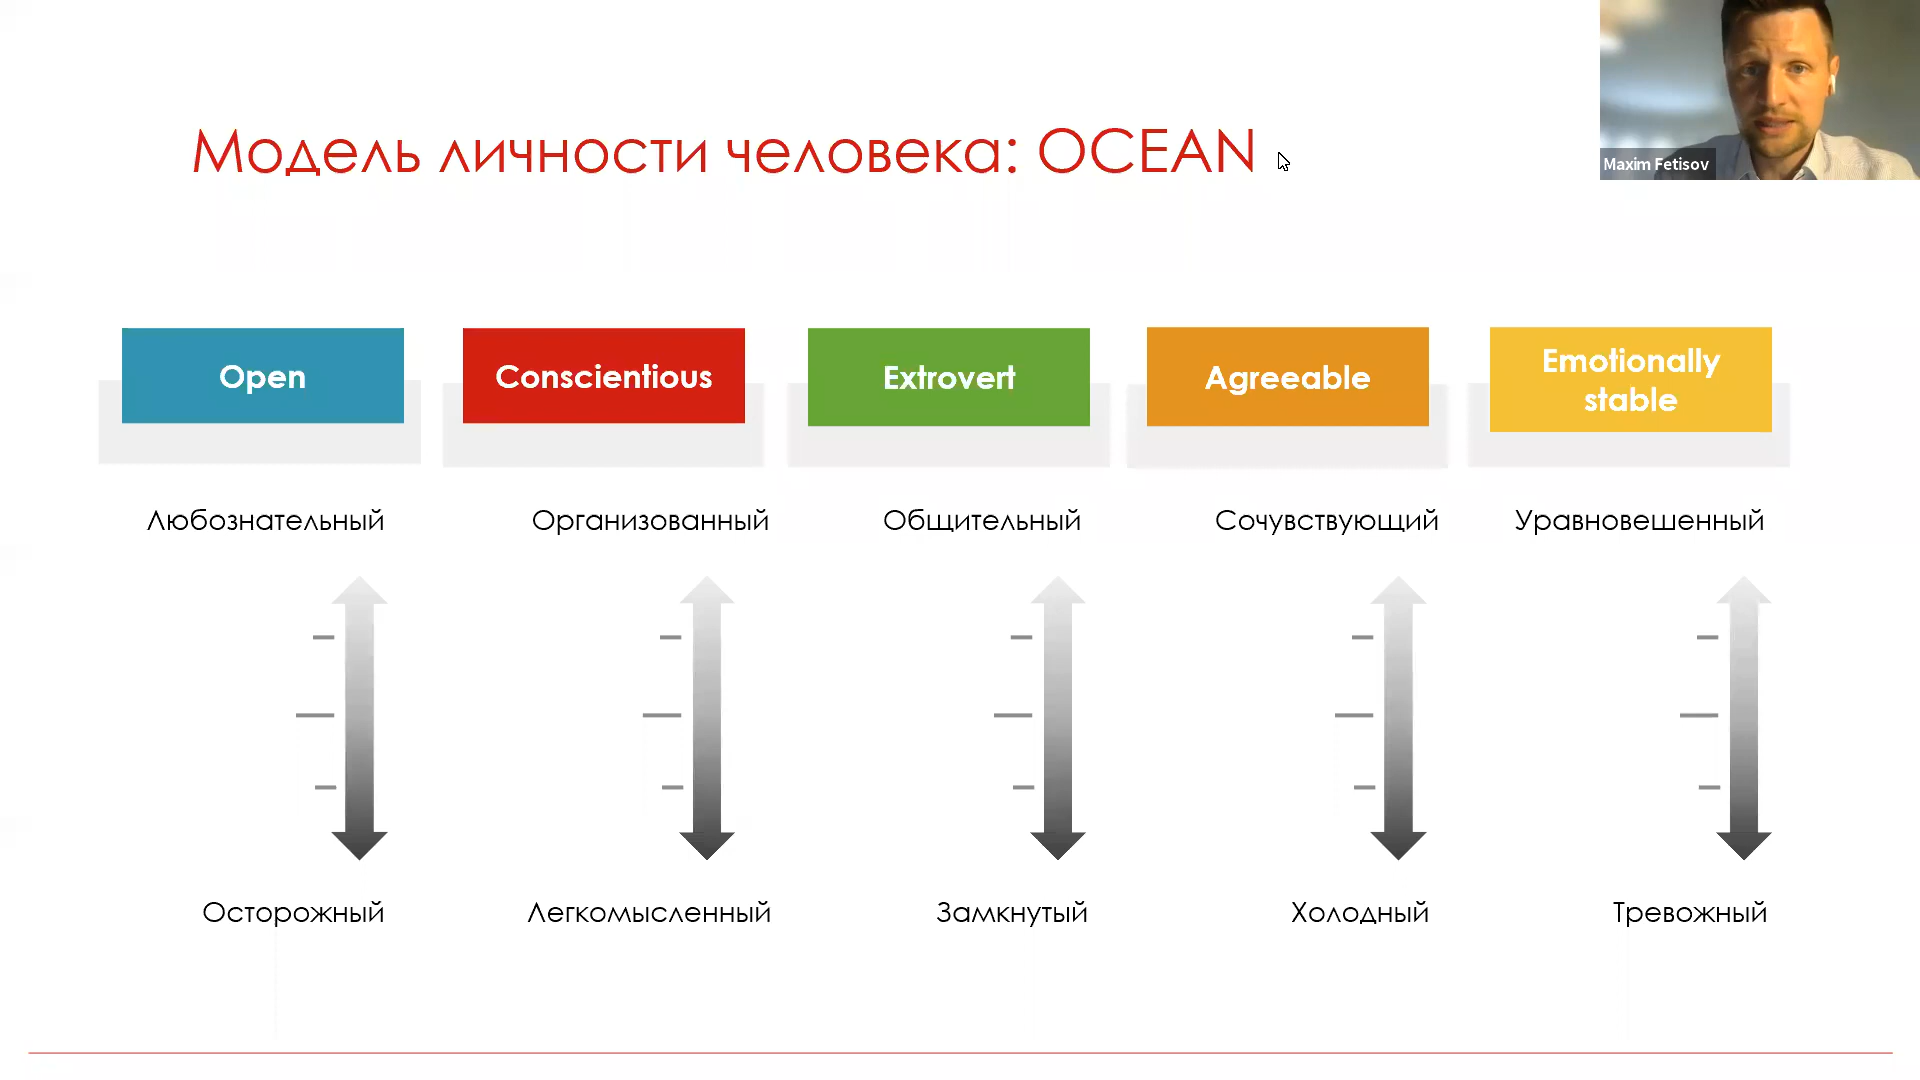 Модель личности человека: OCEAN
Maxim Fetisov
Open
Conscientious
Extrovert
Agreeable
Emotionally
stable
Любознательный
Организованный
Общительный
Сочувствующий
Уравновешенный
Осторожный
Легкомысленный
Замкнутый
Холодный
Тревожный